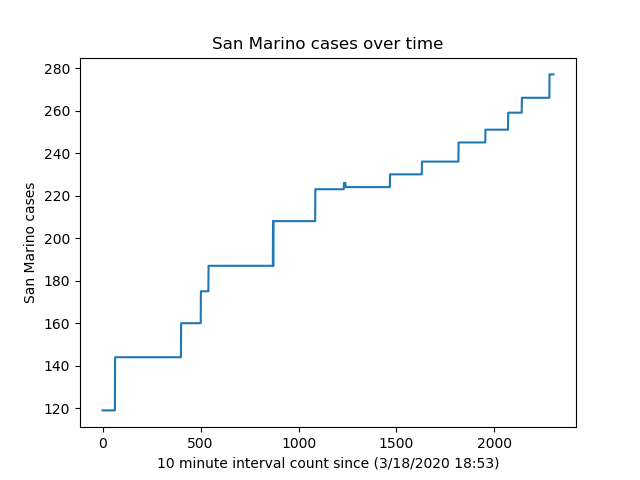 San Marino cases over time
San Marino cases
280
260
240
220
200
180
160
140
120
0 500 1000 1500 2000
10 minute interval count since (3/18/2020 18:53)